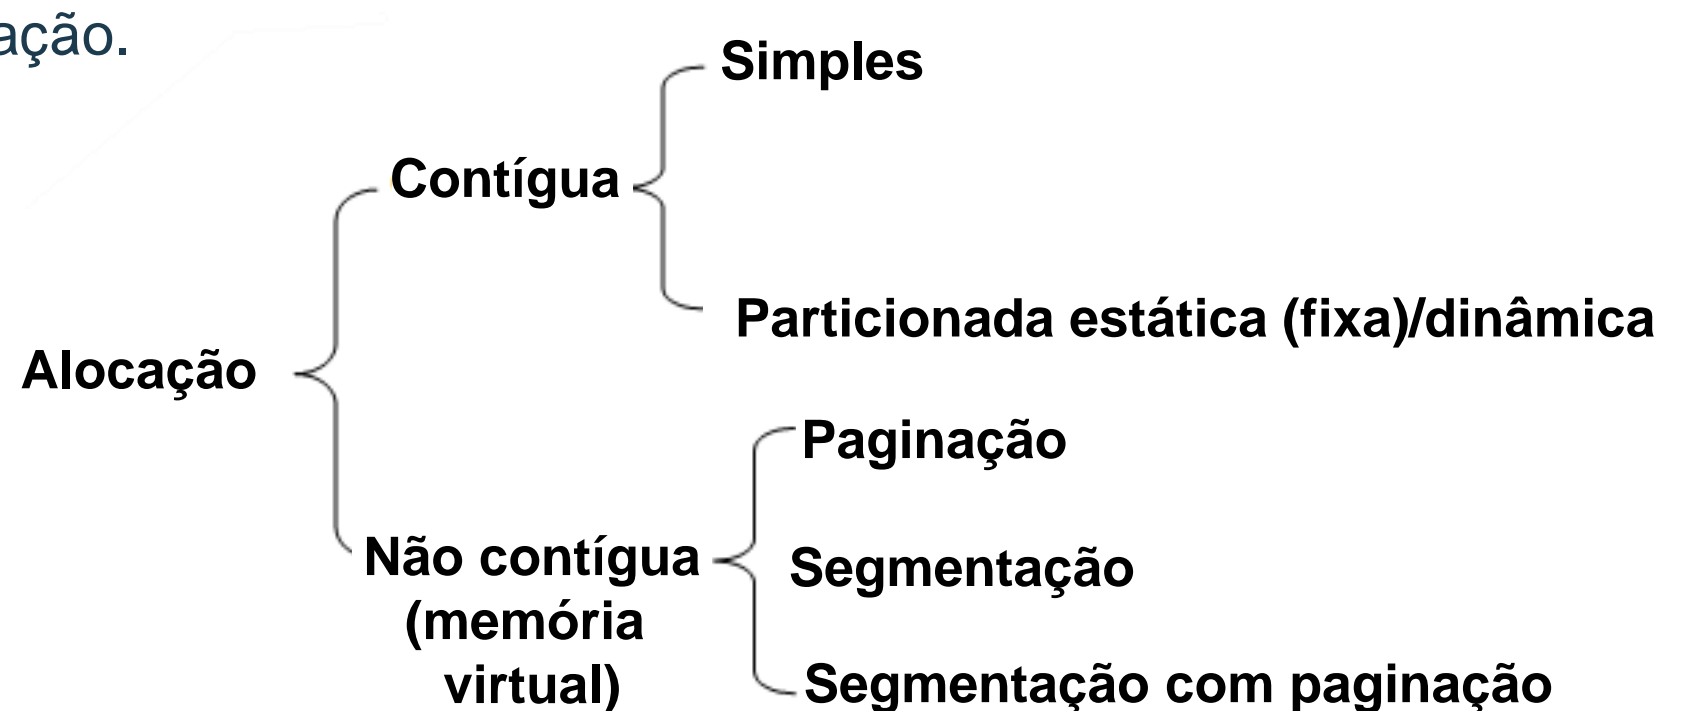 ação.
Simples
Contígua
Particionada estática (fixa)/dinâmica
Alocação
Paginação
Não contígua
(memória
virtual)
Segmentação
Segmentação com paginação